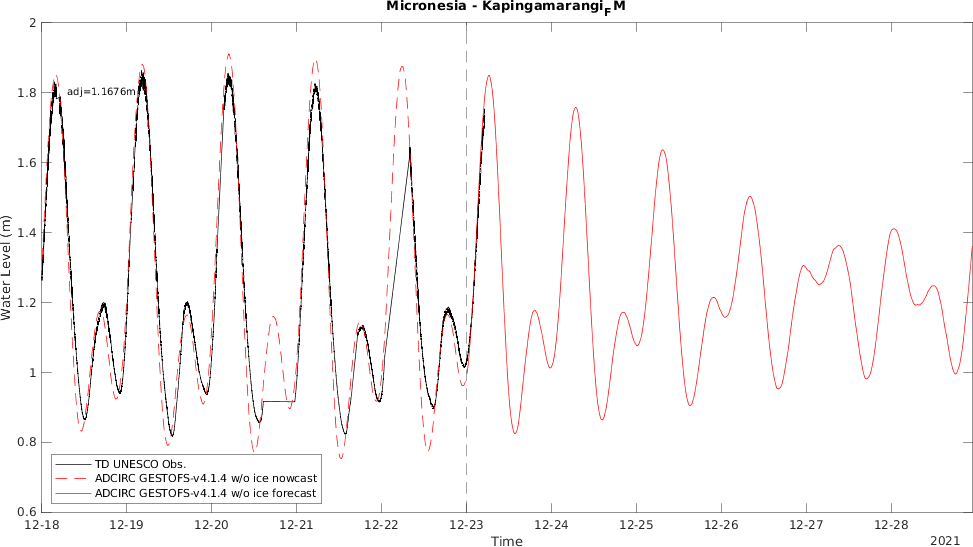 Micronesia - Kapingamarangi_FM
2
1.8
1.6
1.4
1.2
1
0.8
0.6
Water Level (m)
adj=1.1676m
TD UNESCO Obs.
ADCIRC GESTOFS-v4.1.4 w/o ice nowcast
ADCIRC GESTOFS-v4.1.4 w/o ice forecast
12-18 12-19 12-20 12-21 12-22 12-23 12-24 12-25 12-26 12-27 12-28
Time
2021